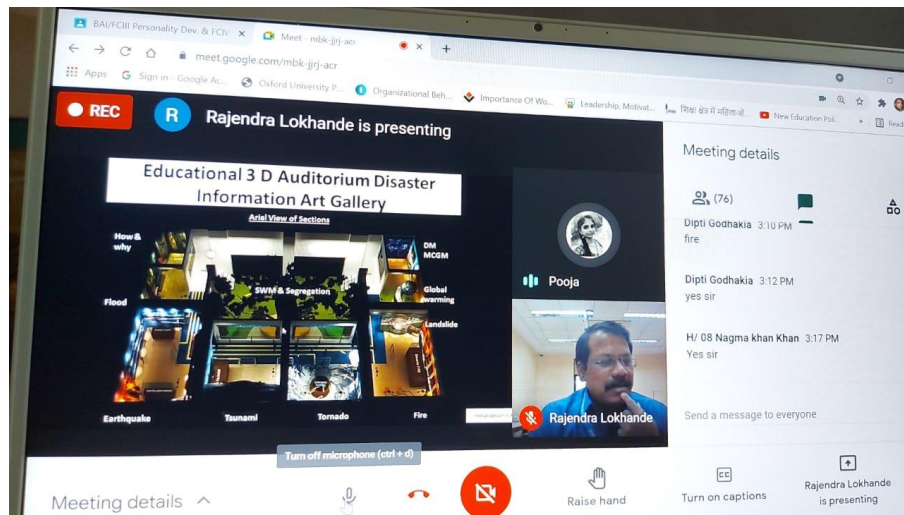 BAI/FCIII Personality Dev. & FCIV
Meet - mbk-jjrj-acr
meet.google.com/mbk-jjrj-acr
Apps
Sign in - Google Ac...
Oxford University P...
Organizational Beh...
Importance Of Wo...
Leadership, Motivat...
शिक्षा क्षेत्र में महिलाओ...
New Education Poli...
Read
REC
R
Rajendra Lokhande is presenting
Educational 3 D Auditorium Disaster
Information Art Gallery
Ariel View of Sections
How &
why
DM
MCGM
SWM & Segregation
Global
warming
Flood
Landslide
Earthquake
Tsunami
Tornado
Fire
Pooja
Rajendra Lokhande
Meeting details
(76)
Dipti Godhakia 3:10 PM
fire
Dipti Godhakia 3:12 PM
yes sir
H/ 08 Nagma khan Khan 3:17 PM
Yes sir
Send a message to everyone
Turn off microphone (ctrl + d)
Meeting details
Raise hand
CC
Turn on captions
Rajendra Lokhande
is presenting